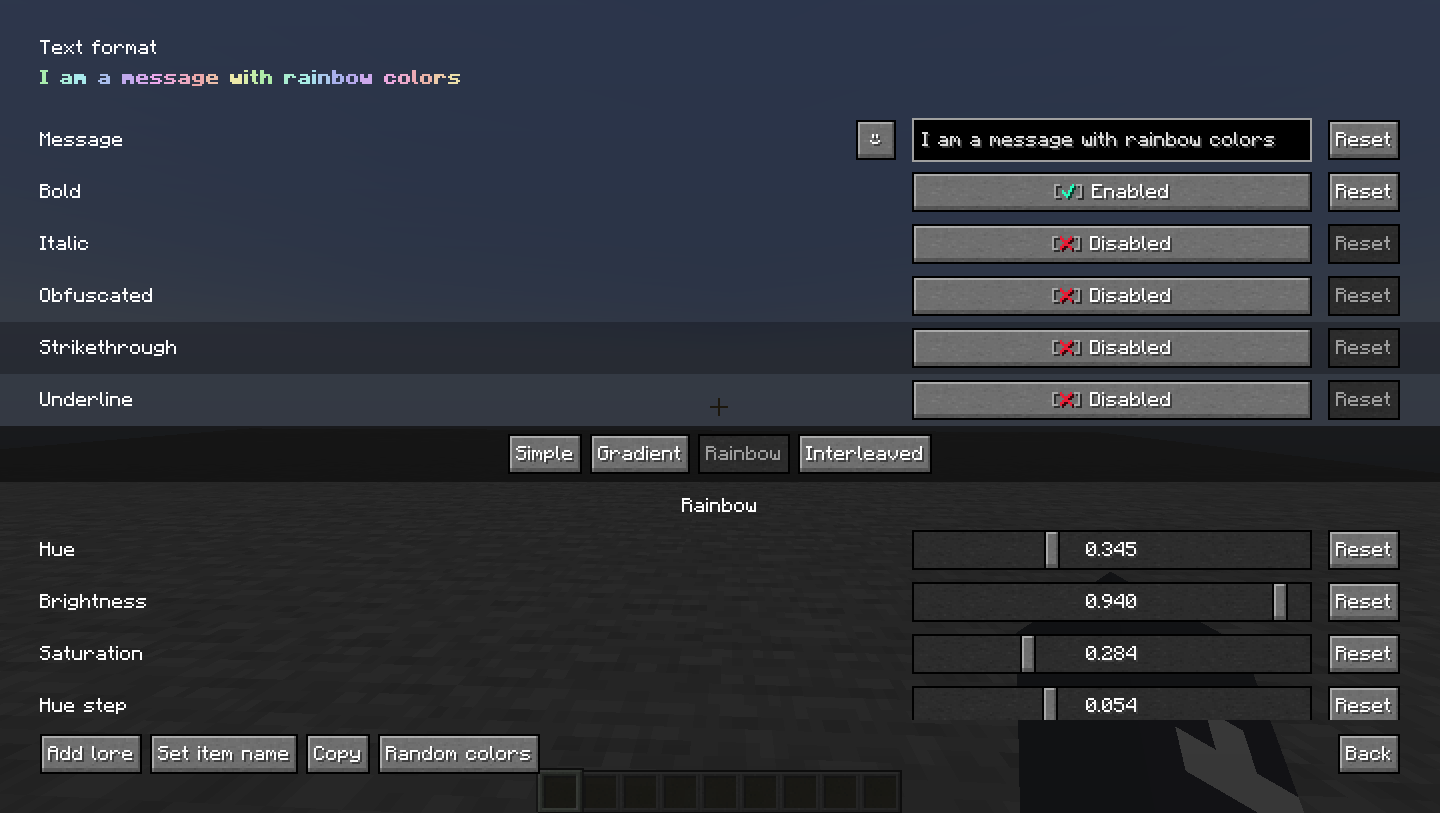 Text format
I am a message with rainbow colors
Message I am a message with rainbow colors Reset
Bold [✔] Enabled Reset
Italic [✘] Disabled Reset
Obfuscated [✘] Disabled Reset
Strikethrough [✘] Disabled Reset
Underline [✘] Disabled Reset
Simple Gradient Rainbow Interleaved
Rainbow
Hue 0.345 Reset
Brightness 0.940 Reset
Saturation 0.284 Reset
Hue step 0.054 Reset
Add lore Set item name Copy Random colors Back